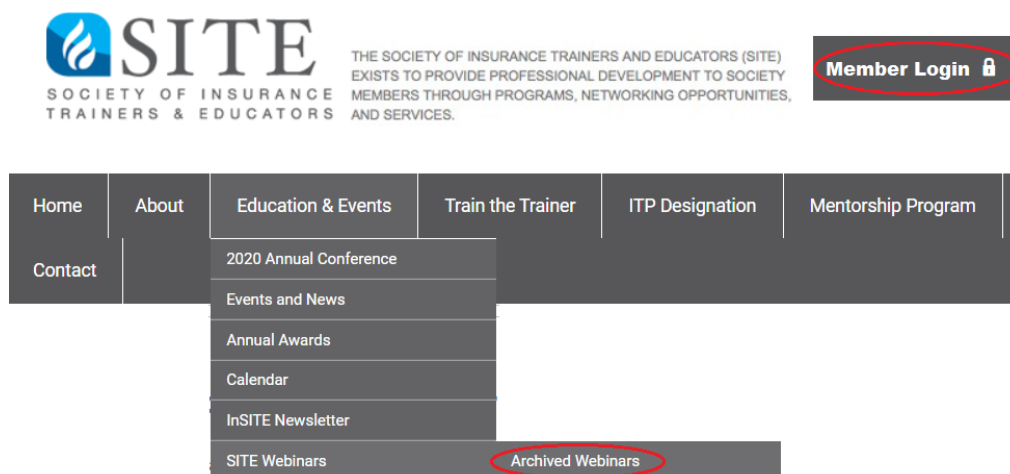 SITE
SOCIETY OF INSURANCE
TRAINERS & EDUCATORS
THE SOCIETY OF INSURANCE TRAINERS AND EDUCATORS (SITE)
EXISTS TO PROVIDE PROFESSIONAL DEVELOPMENT TO SOCIETY
MEMBERS THROUGH PROGRAMS, NETWORKING OPPORTUNITIES,
AND SERVICES.
Member Login
Home About Education & Events Train the Trainer ITP Designation Mentorship Program
Contact
2020 Annual Conference
Events and News
Annual Awards
Calendar
InSITE Newsletter
SITE Webinars Archived Webinars